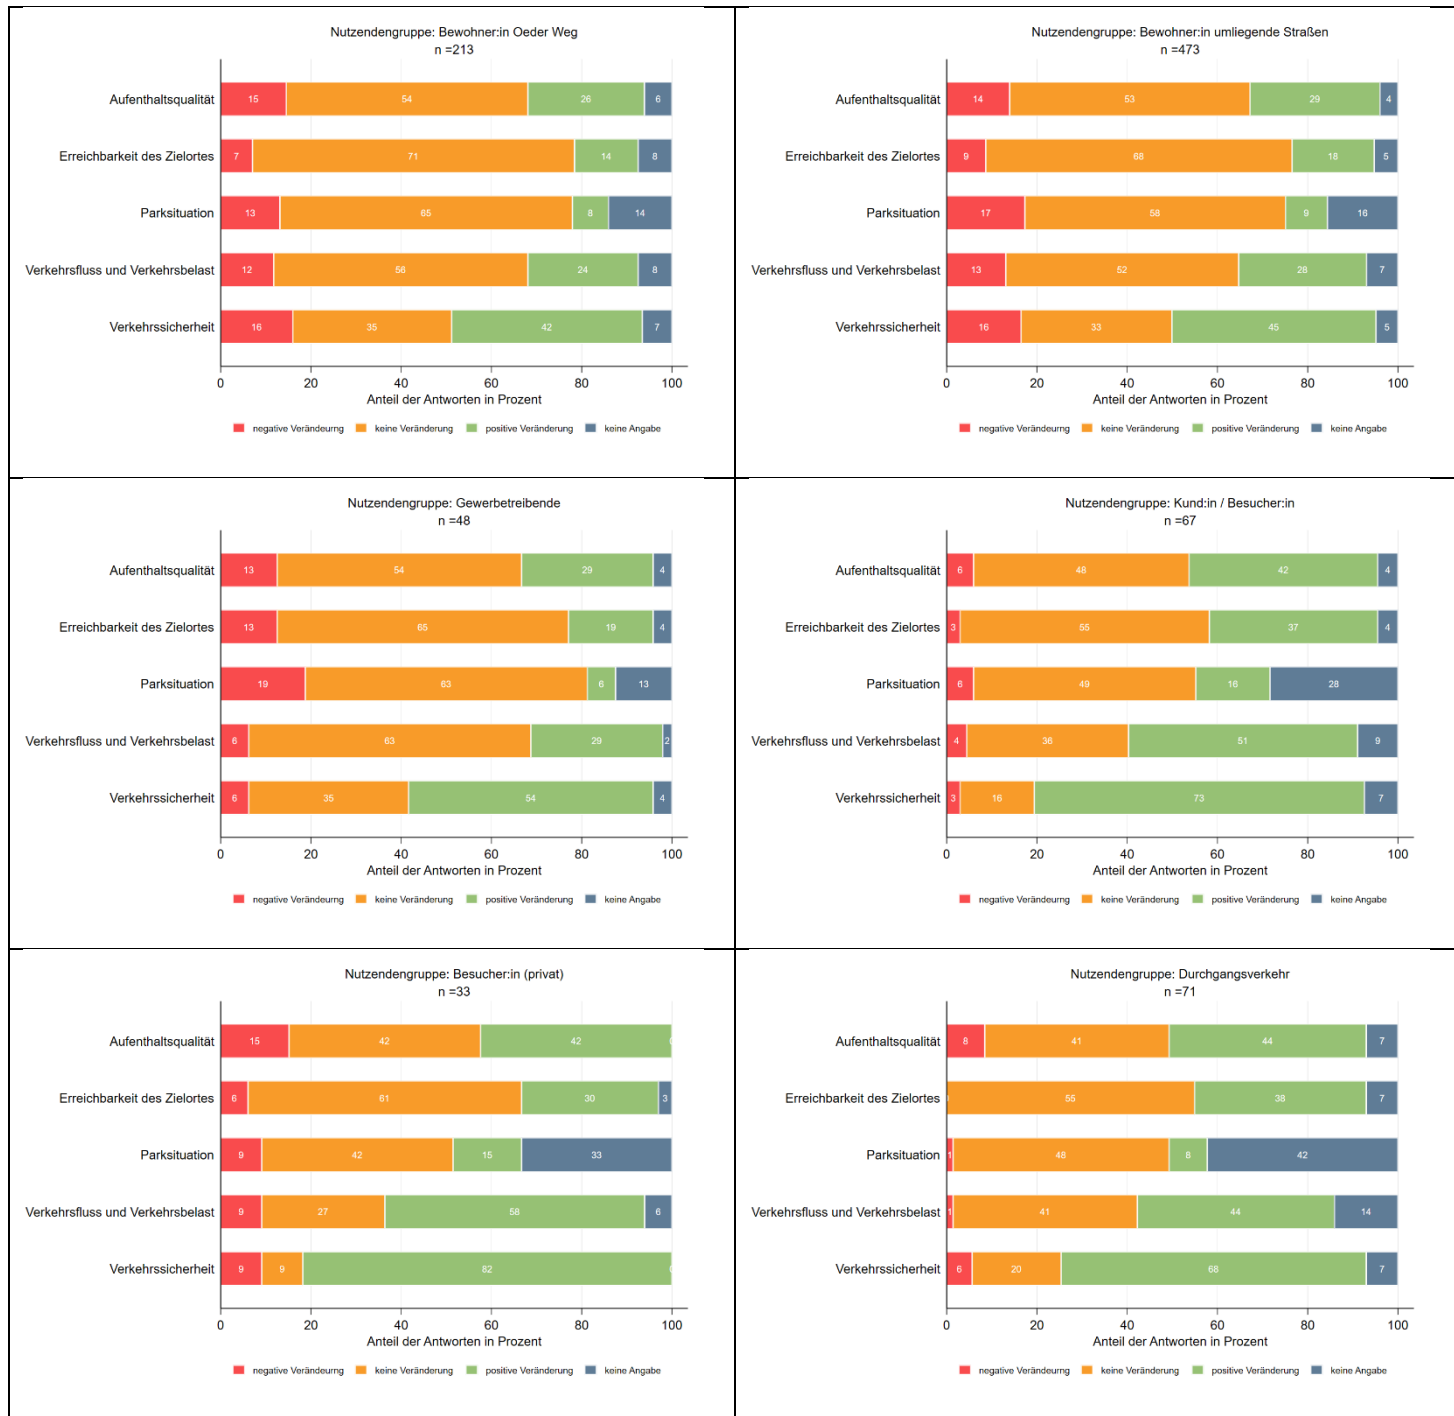 Nutzendengruppe: Bewohner:in Oeder Weg
n =213
Aufenthaltsqualität 15 54 26 6
Erreichbarkeit des Zielortes 7 71 14 8
Parksituation 13 65 8 14
Verkehrsfluss und Verkehrsbelast 12 56 24 8
Verkehrssicherheit 16 35 42 7
0 20 40 60 80 100
Anteil der Antworten in Prozent
negative Verändeurng keine Veränderung positive Veränderung keine Angabe
Nutzendengruppe: Bewohner:in umliegende Straßen
n =473
Aufenthaltsqualität 14 53 29 4
Erreichbarkeit des Zielortes 9 68 18 5
Parksituation 17 58 9 16
Verkehrsfluss und Verkehrsbelast 13 52 28 7
Verkehrssicherheit 16 33 45 5
0 20 40 60 80 100
Anteil der Antworten in Prozent
negative Verändeurng keine Veränderung positive Veränderung keine Angabe
Nutzendengruppe: Gewerbetreibende
n =48
Aufenthaltsqualität 13 54 29 4
Erreichbarkeit des Zielortes 13 65 19 4
Parksituation 19 63 6 13
Verkehrsfluss und Verkehrsbelast 6 63 29 2
Verkehrssicherheit 6 35 54 4
0 20 40 60 80 100
Anteil der Antworten in Prozent
negative Verändeurng keine Veränderung positive Veränderung keine Angabe
Nutzendengruppe: Kund:in / Besucher:in
n =67
Aufenthaltsqualität 6 48 42 4
Erreichbarkeit des Zielortes 3 55 37 4
Parksituation 6 49 16 28
Verkehrsfluss und Verkehrsbelast 4 36 51 9
Verkehrssicherheit 3 16 73 7
0 20 40 60 80 100
Anteil der Antworten in Prozent
negative Verändeurng keine Veränderung positive Veränderung keine Angabe
Nutzendengruppe: Besucher:in (privat)
n =33
Aufenthaltsqualität 15 42 42
Erreichbarkeit des Zielortes 6 61 30 3
Parksituation 9 42 15 33
Verkehrsfluss und Verkehrsbelast 9 27 58 6
Verkehrssicherheit 9 9 82
0 20 40 60 80 100
Anteil der Antworten in Prozent
negative Verändeurng keine Veränderung positive Veränderung keine Angabe
Nutzendengruppe: Durchgangsverkehr
n =71
Aufenthaltsqualität 8 41 44 7
Erreichbarkeit des Zielortes 55 38 7
Parksituation 1 48 8 42
Verkehrsfluss und Verkehrsbelast 1 41 44 14
Verkehrssicherheit 6 20 68 7
0 20 40 60 80 100
Anteil der Antworten in Prozent
negative Verändeurng keine Veränderung positive Veränderung keine Angabe